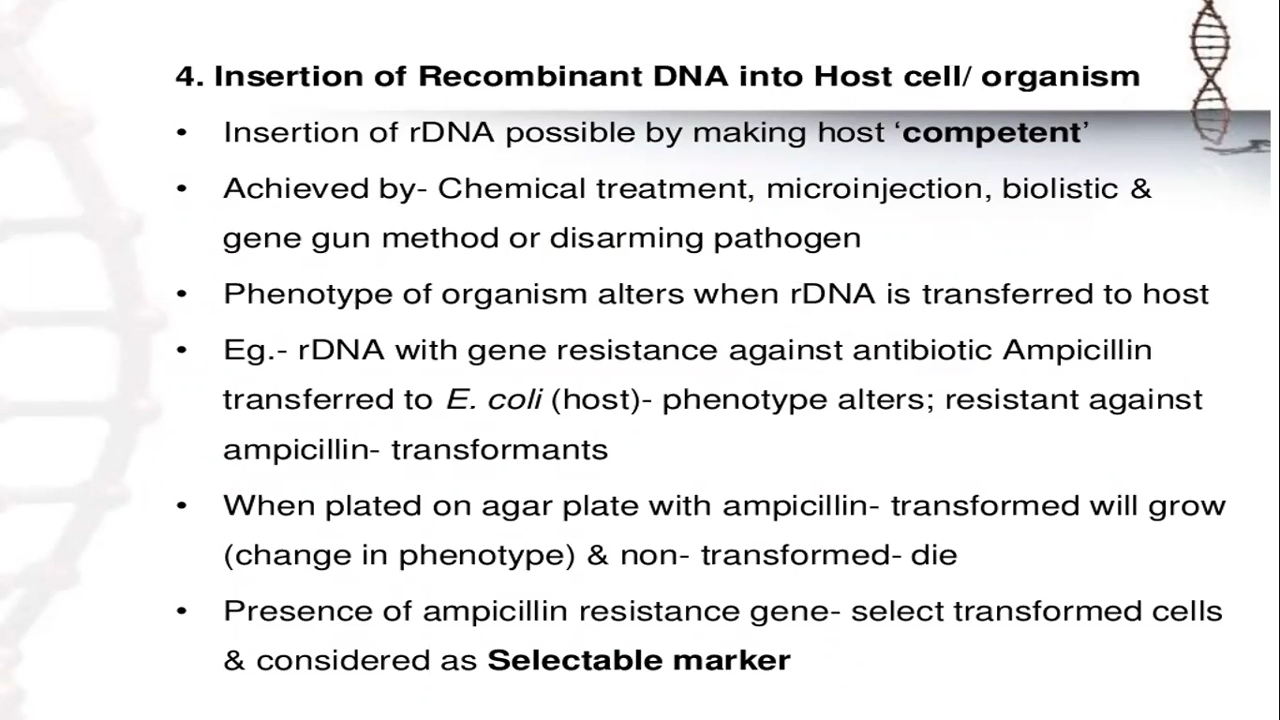 4. Insertion of Recombinant DNA into Host cell/ organism
• Insertion of rDNA possible by making host ‘competent’
• Achieved by- Chemical treatment, microinjection, biolistic &
gene gun method or disarming pathogen
• Phenotype of organism alters when rDNA is transferred to host
• Eg.- rDNA with gene resistance against antibiotic Ampicillin
transferred to E. coli (host)- phenotype alters; resistant against
ampicillin- transformants
• When plated on agar plate with ampicillin- transformed will grow
(change in phenotype) & non- transformed- die
• Presence of ampicillin resistance gene- select transformed cells
& considered as Selectable marker